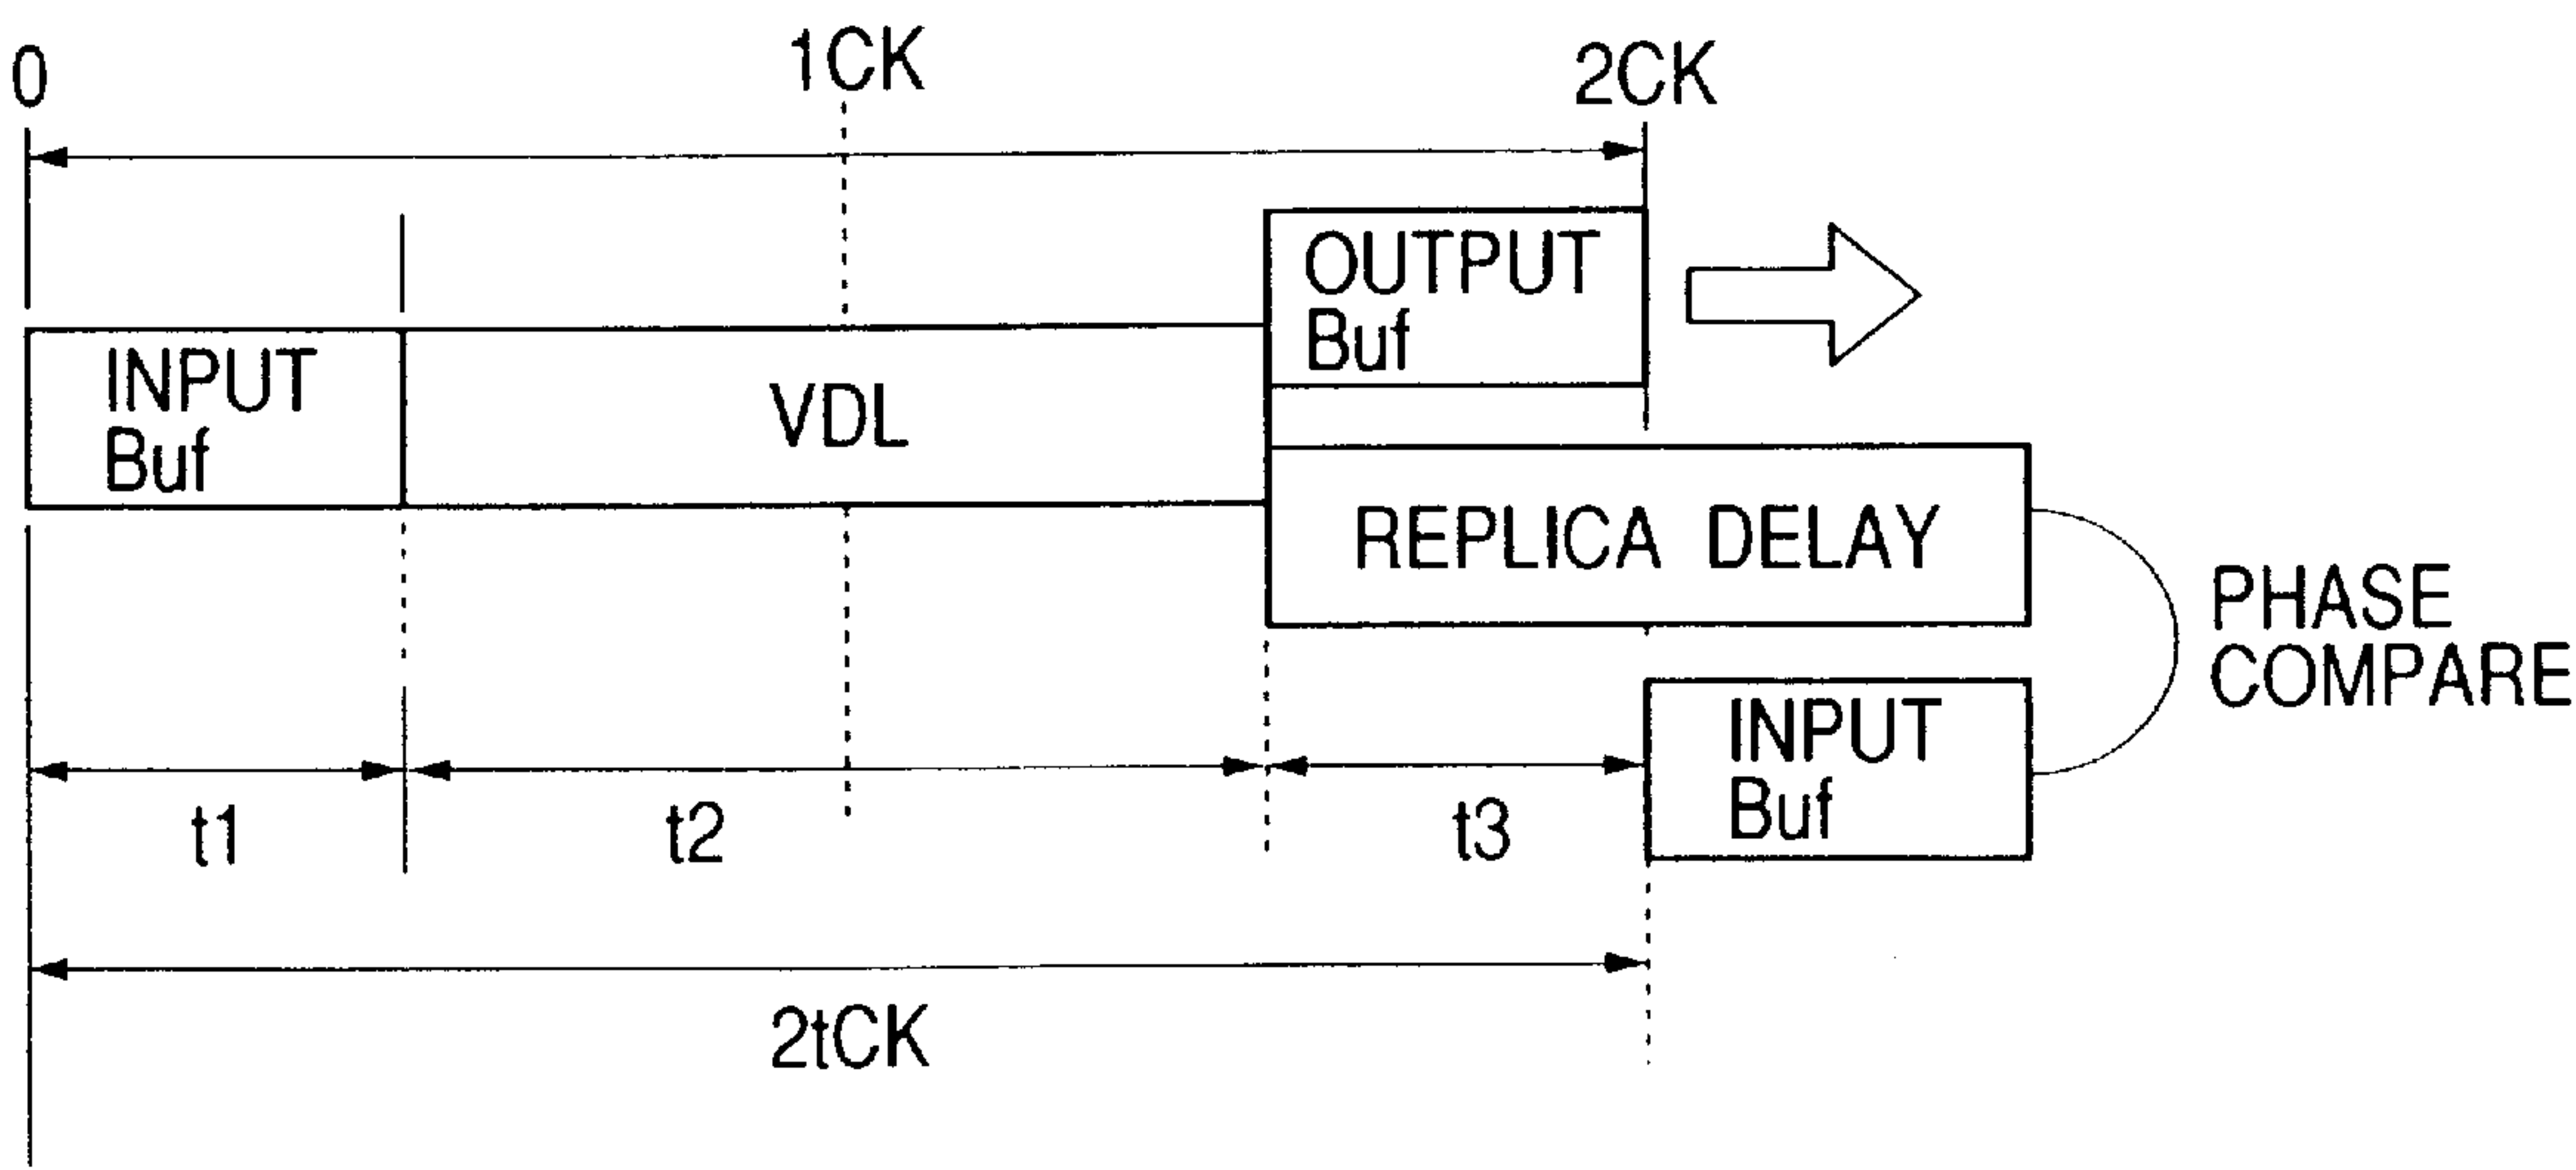 0
1CK
2CK
OUTPUT
Buf
INPUT
Buf
VDL
REPLICA DELAY
PHASE
COMPARE
INPUT
Buf
t1
t2
t3
2tCK